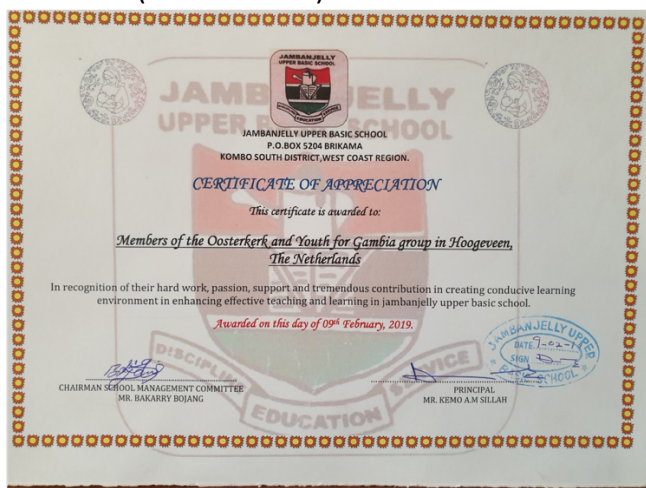 JAMBANJELLY
UPPER BASIC SCHOOL
EDUCATION
JAMBANJELLY UPPER BASIC SCHOOL
P.O.BOX 5204 BRIKAMA
KOMBO SOUTH DISTRICT,WEST COAST REGION.
CERTIFICATE OF APPRECIATION
This certificate is awarded to:
Members of the Oosterkerk and Youth for Gambia group in Hoogeveen,
The Netherlands
In recognition of their hard work, passion, support and tremendous contribution in creating conducive learning
environment in enhancing effective teaching and learning in jambanjelly upper basic school.
Awarded on this day of 09th February, 2019.
JAMBANJELLY UPPER
DATE 9-02-
SIGN
SCHOOL
DISCIPLINE
SERVICE
EDUCATION
CHAIRMAN SCHOOL MANAGEMENT COMMITTEE
MR. BAKARRY BOJANG
PRINCIPAL
MR. KEMO A.M SILLAH